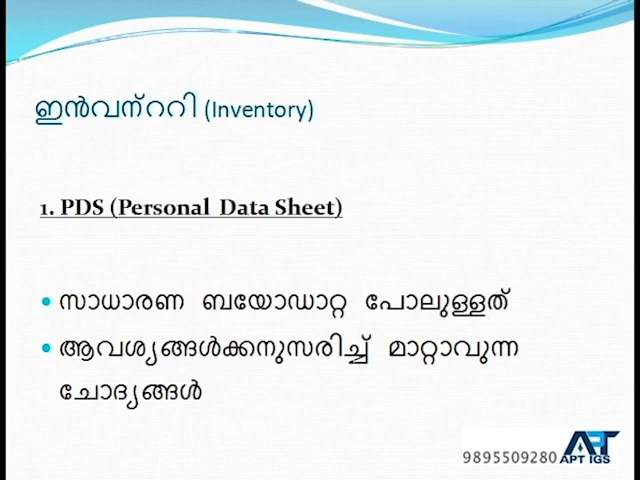 ഇൻവന്ററി (Inventory)
1. PDS (Personal Data Sheet)
• സാധാരണ ബയോഡാറ്റ പോലുള്ളത്
• ആവശ്യങ്ങൾക്കനുസരിച്ച് മാറ്റാവുന്ന
ചോദ്യങ്ങൾ
9895509280
APT
APT IGS